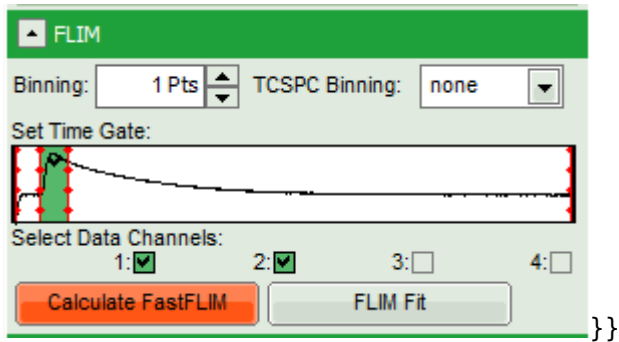 FLIM
Binning: 1 Pts TCSPC Binning: none
Set Time Gate:
Select Data Channels:
1: 2: 3: 4:
Calculate FastFLIM FLIM Fit
}}